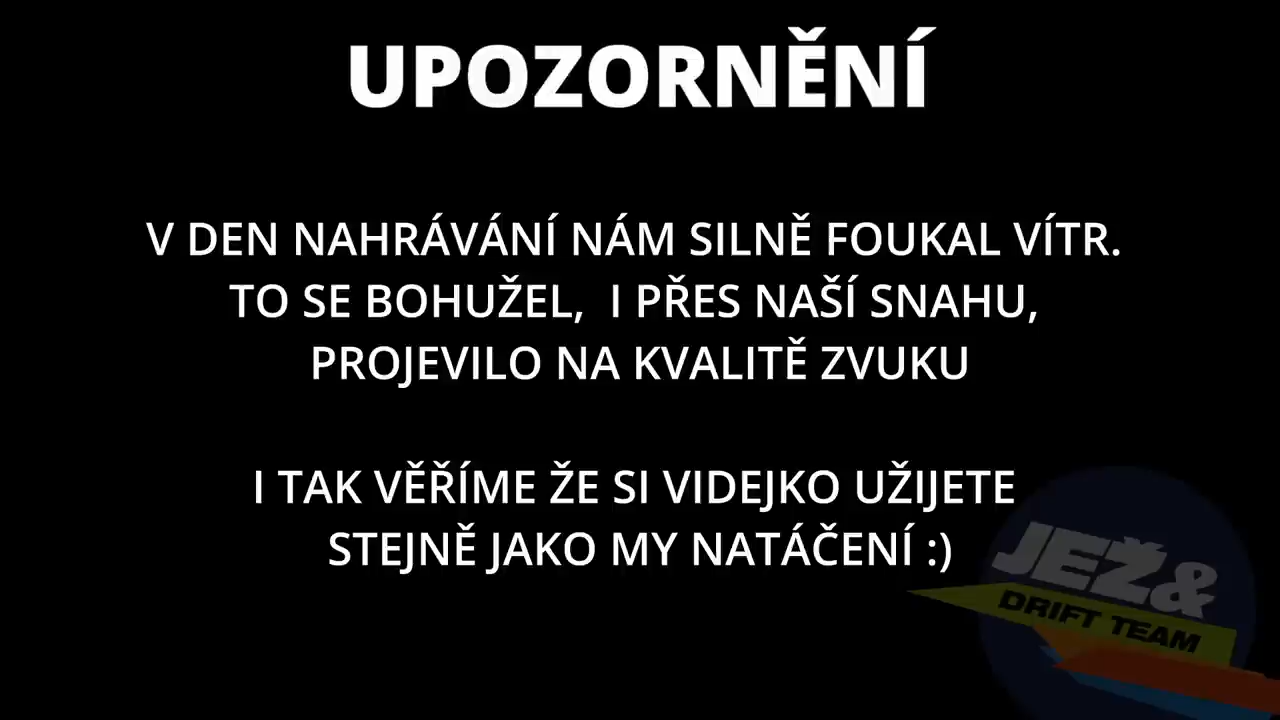 UPOZORNĚNÍ
V DEN NAHRÁVÁNÍ NÁM SILNĚ FOUKAL VÍTR.
TO SE BOHUŽEL,  I PŘES NAŠÍ SNAHU,
PROJEVILO NA KVALITĚ ZVUKU
I TAK VĚŘÍME ŽE SI VIDEJKO UŽIJETE
STEJNĚ JAKO MY NATÁČENÍ :)
JEŽ&
DRIFT TEAM